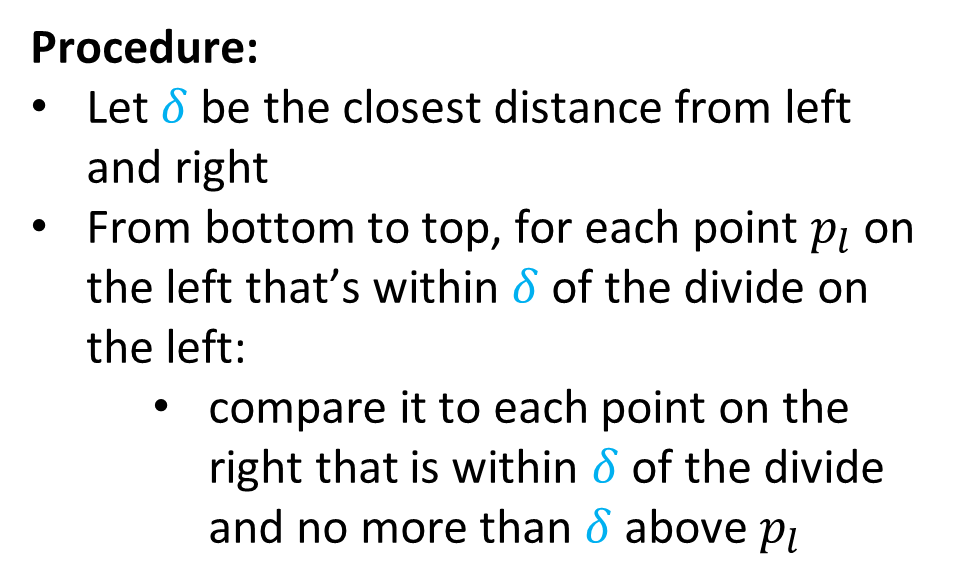 Procedure:
• Let δ be the closest distance from left
and right
• From bottom to top, for each point pₗ on
the left that’s within δ of the divide on
the left:
• compare it to each point on the
right that is within δ of the divide
and no more than δ above pₗ